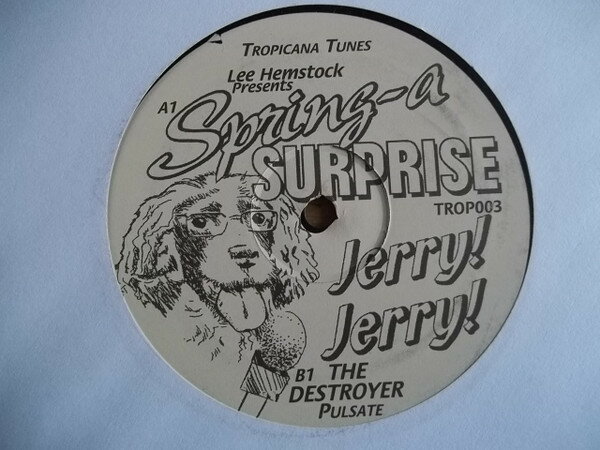 TROPICANA TUNES
Lee Hemstock
Presents
A1
Spring-a
SURPRISE
TROP003
Jerry!
Jerry!
B1 THE
DESTROYER
PULSATE